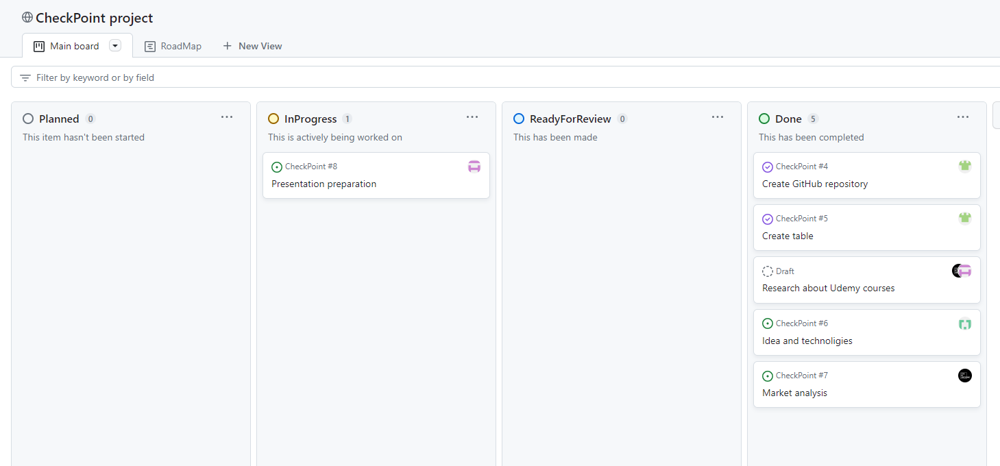 CheckPoint project
Main board
RoadMap
New View
Filter by keyword or by field
Planned 0
This item hasn't been started
InProgress 1
This is actively being worked on
CheckPoint #8
Presentation preparation
ReadyForReview 0
This has been made
Done 5
This has been completed
CheckPoint #4
Create GitHub repository
CheckPoint #5
Create table
Draft
Research about Udemy courses
CheckPoint #6
Idea and technoligies
CheckPoint #7
Market analysis